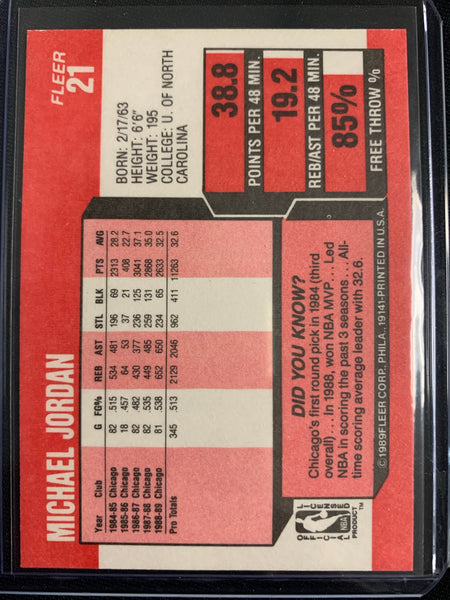 FLEER
21
MICHAEL JORDAN
BORN: 2/17/63
HEIGHT: 6'6"
WEIGHT: 195
COLLEGE: U. OF NORTH
CAROLINA
Year Club G FG% REB AST STL BLK PTS AVG
1984-85 Chicago 82 .515 534 481 196 69 2313 28.2
1985-86 Chicago 18 .457 64 53 37 21 408 22.7
1986-87 Chicago 82 .482 430 377 236 125 3041 37.1
1987-88 Chicago 82 .535 449 485 259 131 2868 35.0
1988-89 Chicago 81 .538 652 650 234 65 2633 32.5
Pro Totals 345 .513 2129 2046 962 411 11263 32.6
38.8
POINTS PER 48 MIN.
19.2
REB/AST PER 48 MIN.
85%
FREE THROW %
DID YOU KNOW?
Chicago's first round pick in 1984 (third
overall) . . . In 1988, won NBA MVP. . . Led
NBA in scoring the past 3 seasons . . . All-
time scoring average leader with 32.6.
OFFICIAL LICENSED
NBA
PRODUCT™
©1989 FLEER CORP., PHILA., 19141-PRINTED IN U.S.A.